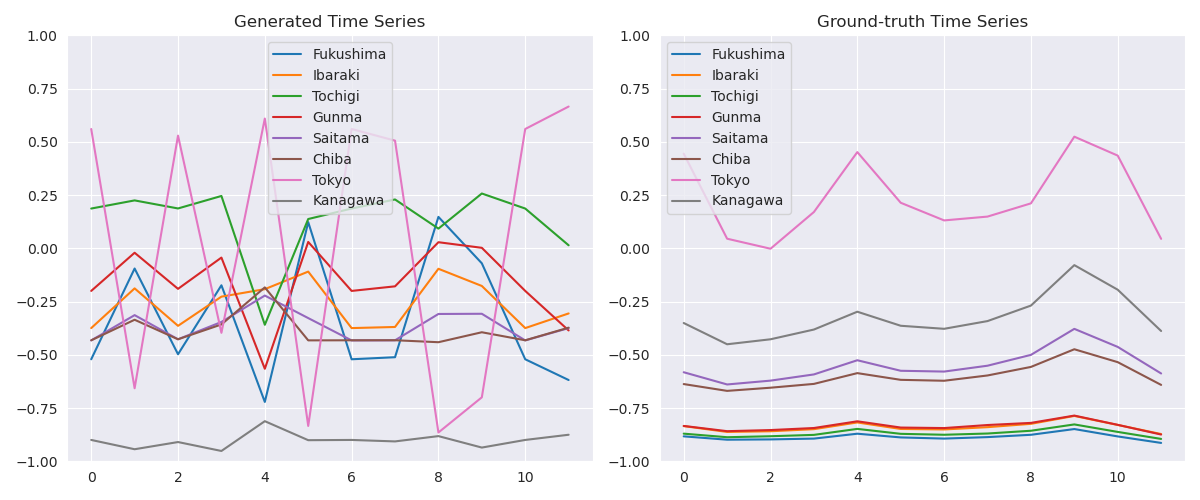 Generated Time Series
1.00
0.75
0.50
0.25
0.00
−0.25
−0.50
−0.75
−1.00
0 2 4 6 8 10
Fukushima
Ibaraki
Tochigi
Gunma
Saitama
Chiba
Tokyo
Kanagawa
Ground-truth Time Series
1.00
0.75
0.50
0.25
0.00
−0.25
−0.50
−0.75
−1.00
0 2 4 6 8 10
Fukushima
Ibaraki
Tochigi
Gunma
Saitama
Chiba
Tokyo
Kanagawa